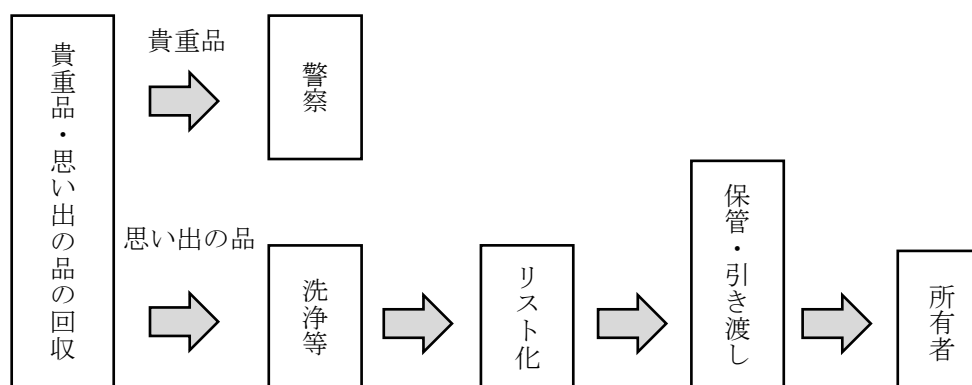 貴重品・思い出の品の回収
貴重品
警察
思い出の品
洗浄等
リスト化
保管・引き渡し
所有者